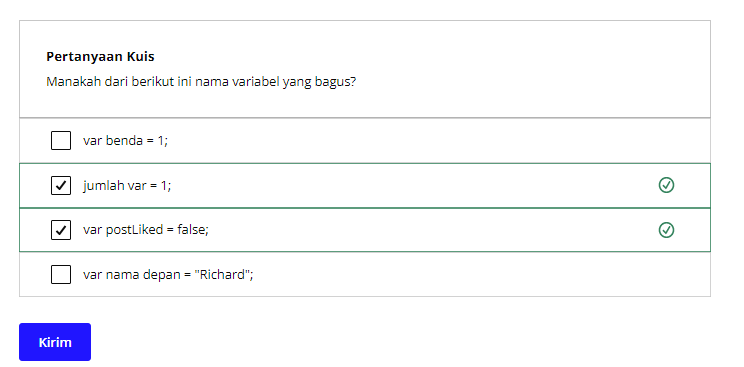 Pertanyaan Kuis
Manakah dari berikut ini nama variabel yang bagus?
var benda = 1;
jumlah var = 1;
var postLiked = false;
var nama depan = "Richard";
Kirim